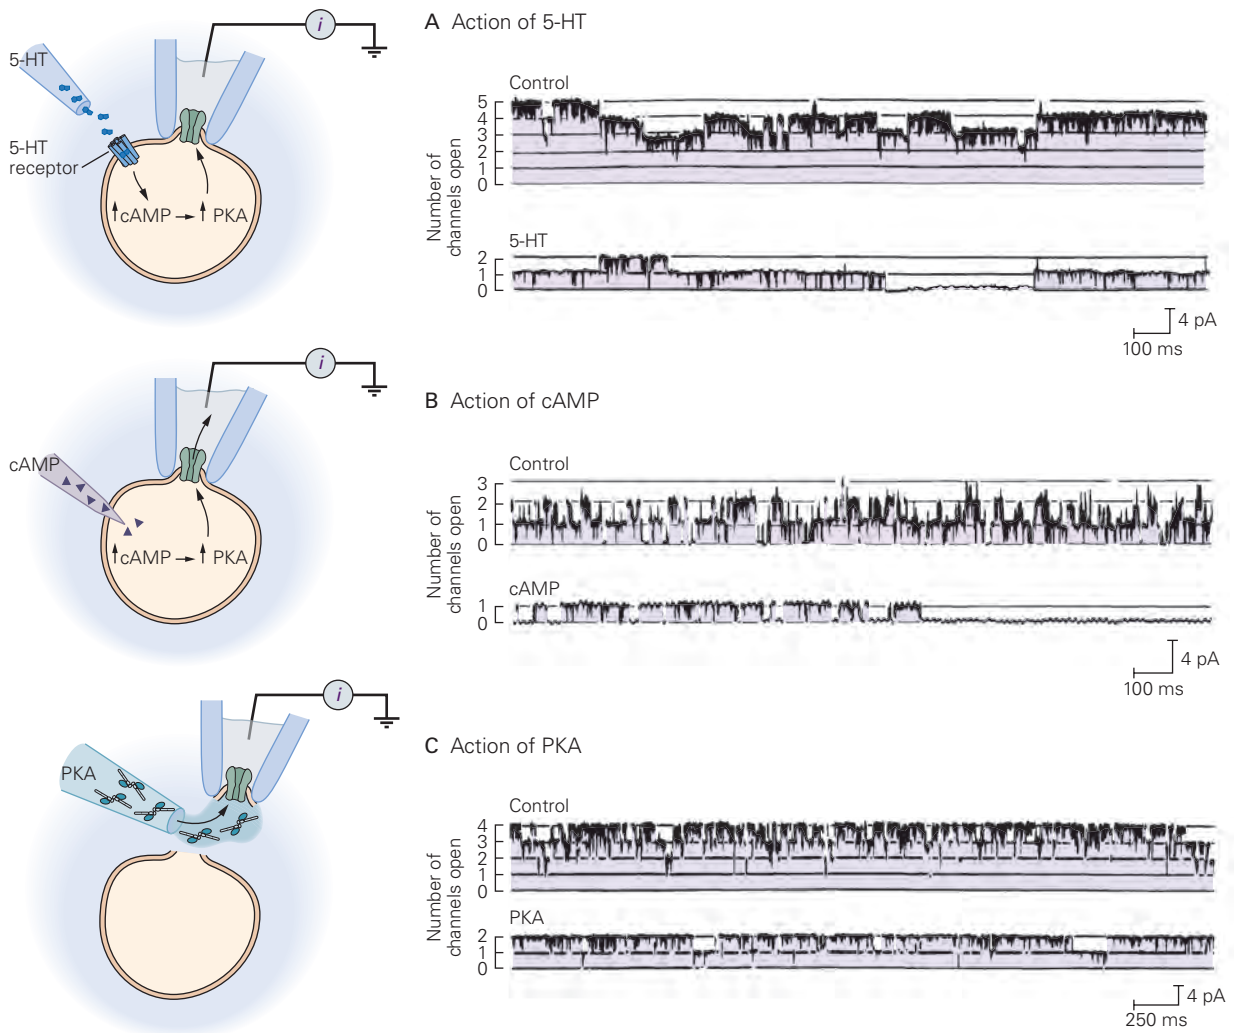 A Action of 5-HT
5-HT
i
5-HT
receptor
cAMP
PKA
Control
Number of
channels open
5
4
3
2
1
0
5-HT
2
1
0
4 pA
100 ms
B Action of cAMP
cAMP
i
cAMP
PKA
Control
Number of
channels open
3
2
1
0
cAMP
1
0
4 pA
100 ms
C Action of PKA
PKA
i
Control
Number of
channels open
4
3
2
1
0
PKA
2
1
0
4 pA
250 ms